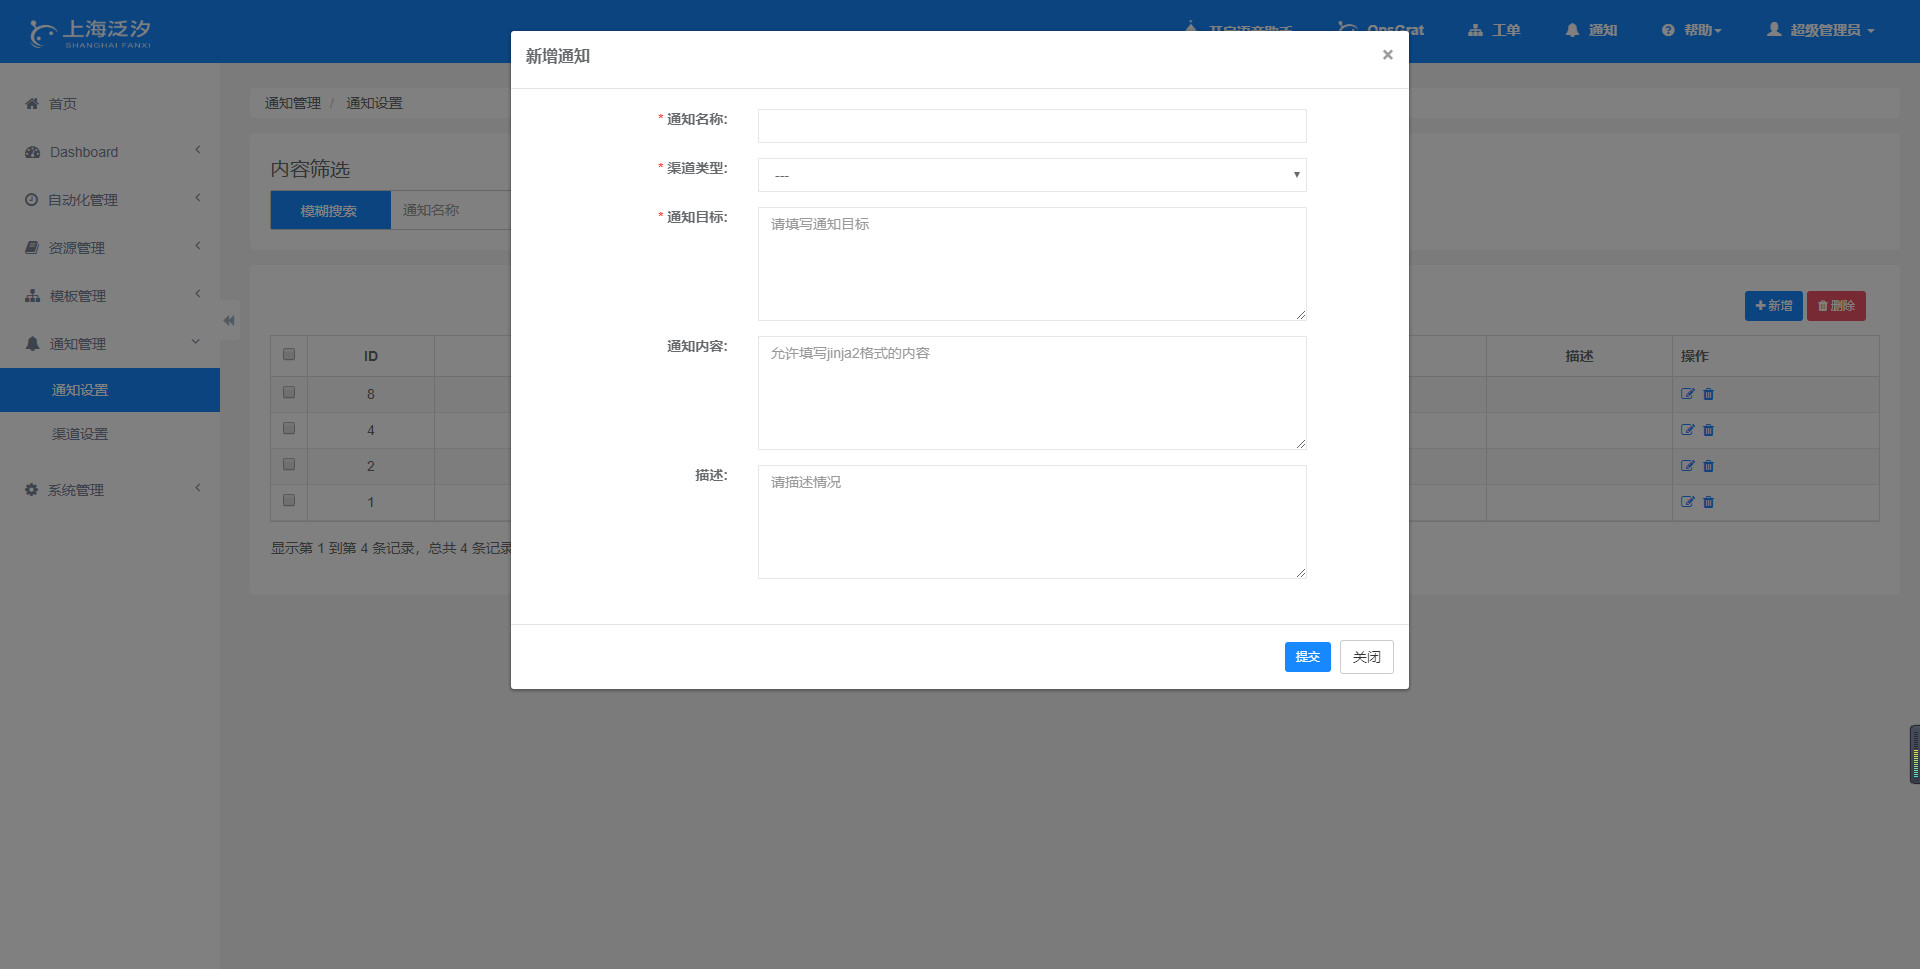 上海泛汐
SHANGHAI FANXI
开启语音助手
OpsGrat
工单
通知
帮助
超级管理员
首页
Dashboard
自动化管理
资源管理
模板管理
通知管理
通知设置
渠道设置
系统管理
通知管理 / 通知设置
内容筛选
模糊搜索 通知名称
新增 删除
ID 描述 操作
8
4
2
1
显示第 1 到第 4 条记录，总共 4 条记录
新增通知 ×
* 通知名称:
* 渠道类型: ---
* 通知目标: 请填写通知目标
通知内容: 允许填写jinja2格式的内容
描述: 请描述情况
提交 关闭